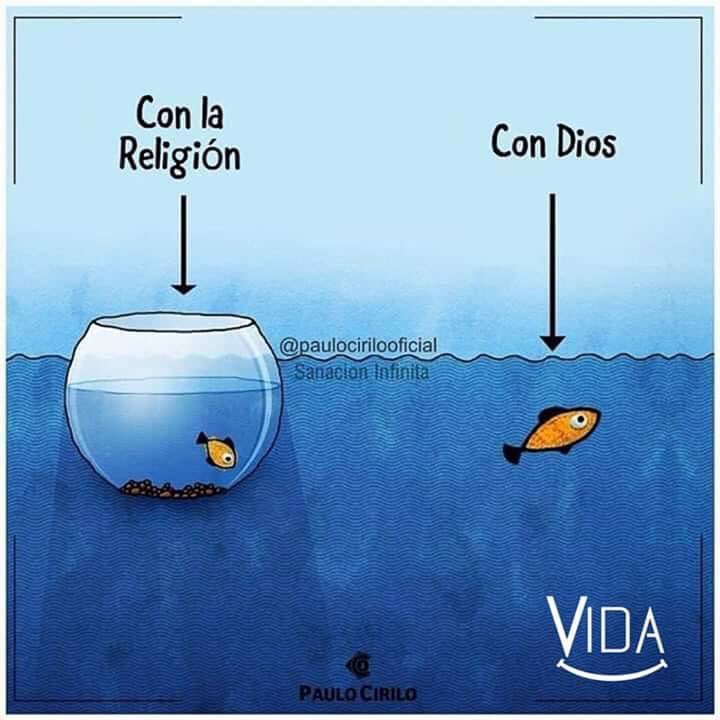 Con la
Religión
Con Dios
@paulocirilooficial
Sanacion Infinita
VIDA
PAULO CIRILO